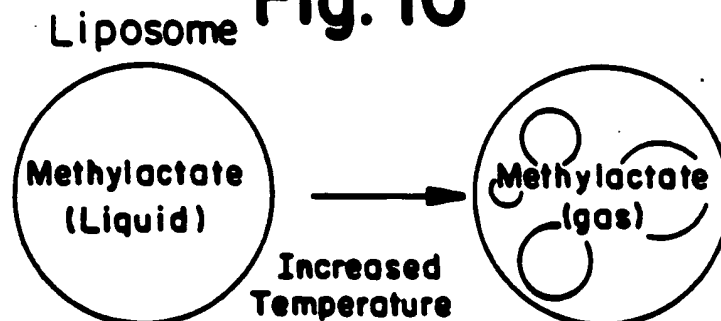 Fig. 10
Liposome
Methylactate
(Liquid)
Increased
Temperature
Methylactate
(gas)